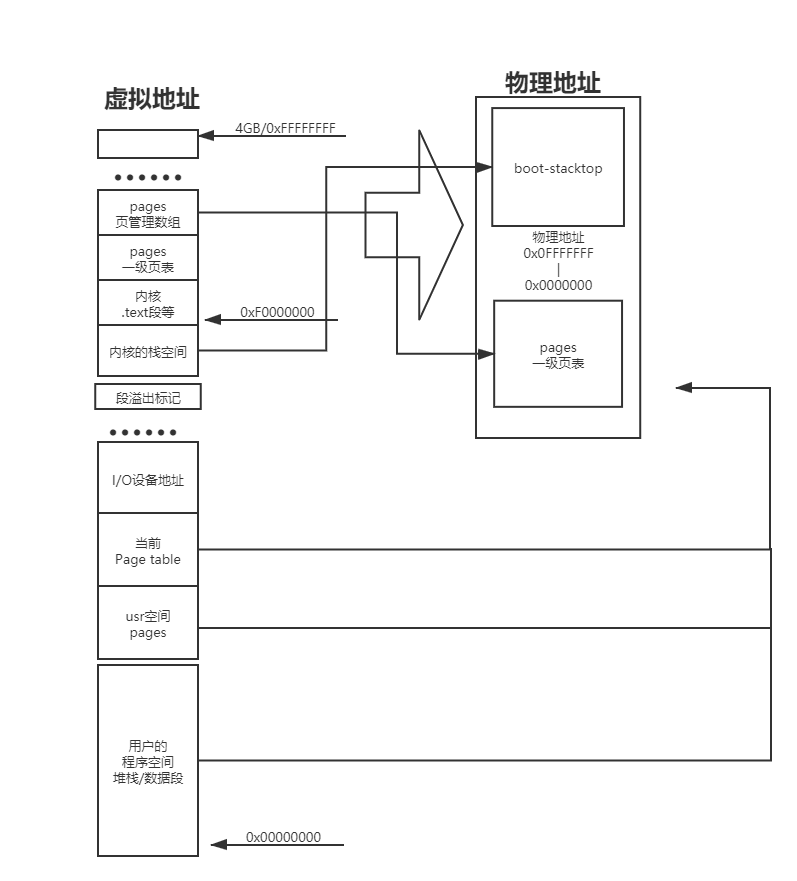 虚拟地址
物理地址
4GB/0xFFFFFFFF
pages
页管理数组
pages
一级页表
内核
.text段等
0xF0000000
内核的栈空间
段溢出标记
I/O设备地址
当前
Page table
usr空间
pages
用户的
程序空间
堆栈/数据段
0x00000000
boot-stacktop
物理地址
0x0FFFFFFF
|
0x0000000
pages
一级页表